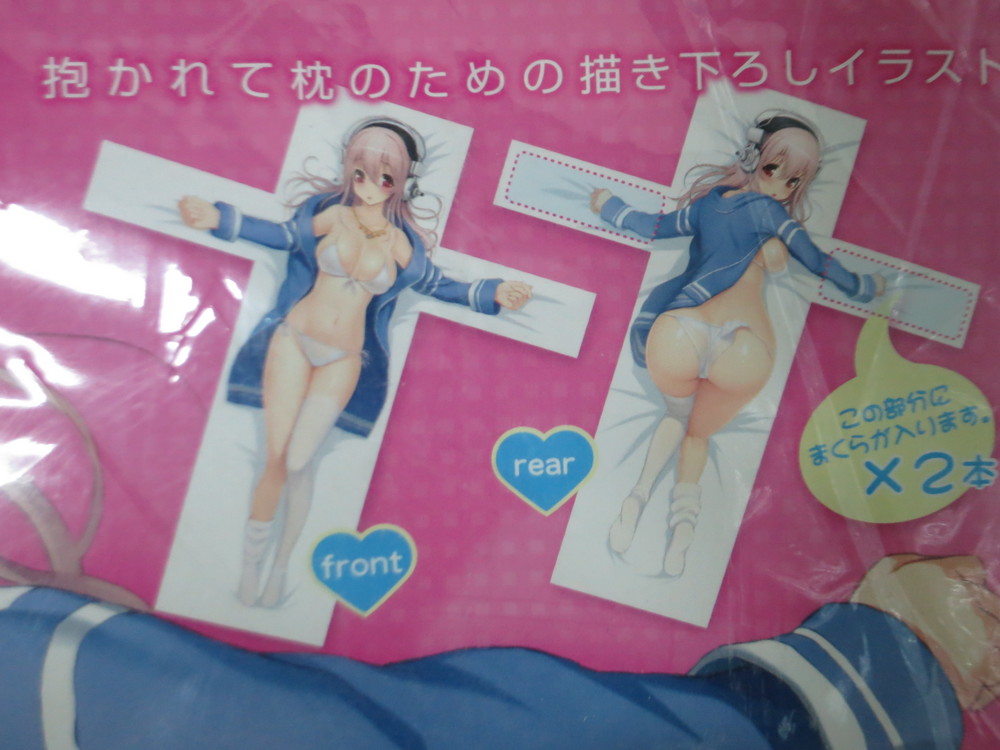 抱かれて枕のための描き下ろしイラスト
front
rear
この部分に
まくらが入ります。
×2本